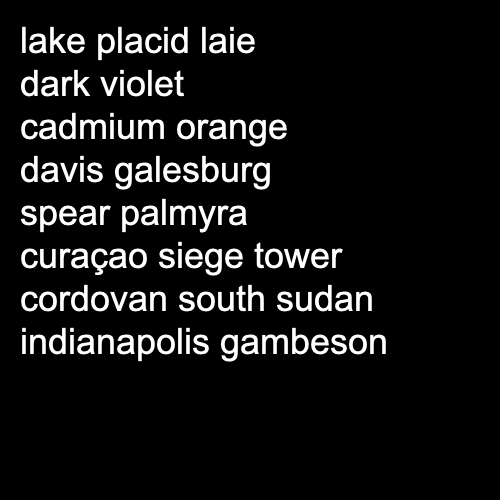 lake placid laie
dark violet
cadmium orange
davis galesburg
spear palmyra
curaçao siege tower
cordovan south sudan
indianapolis gambeson